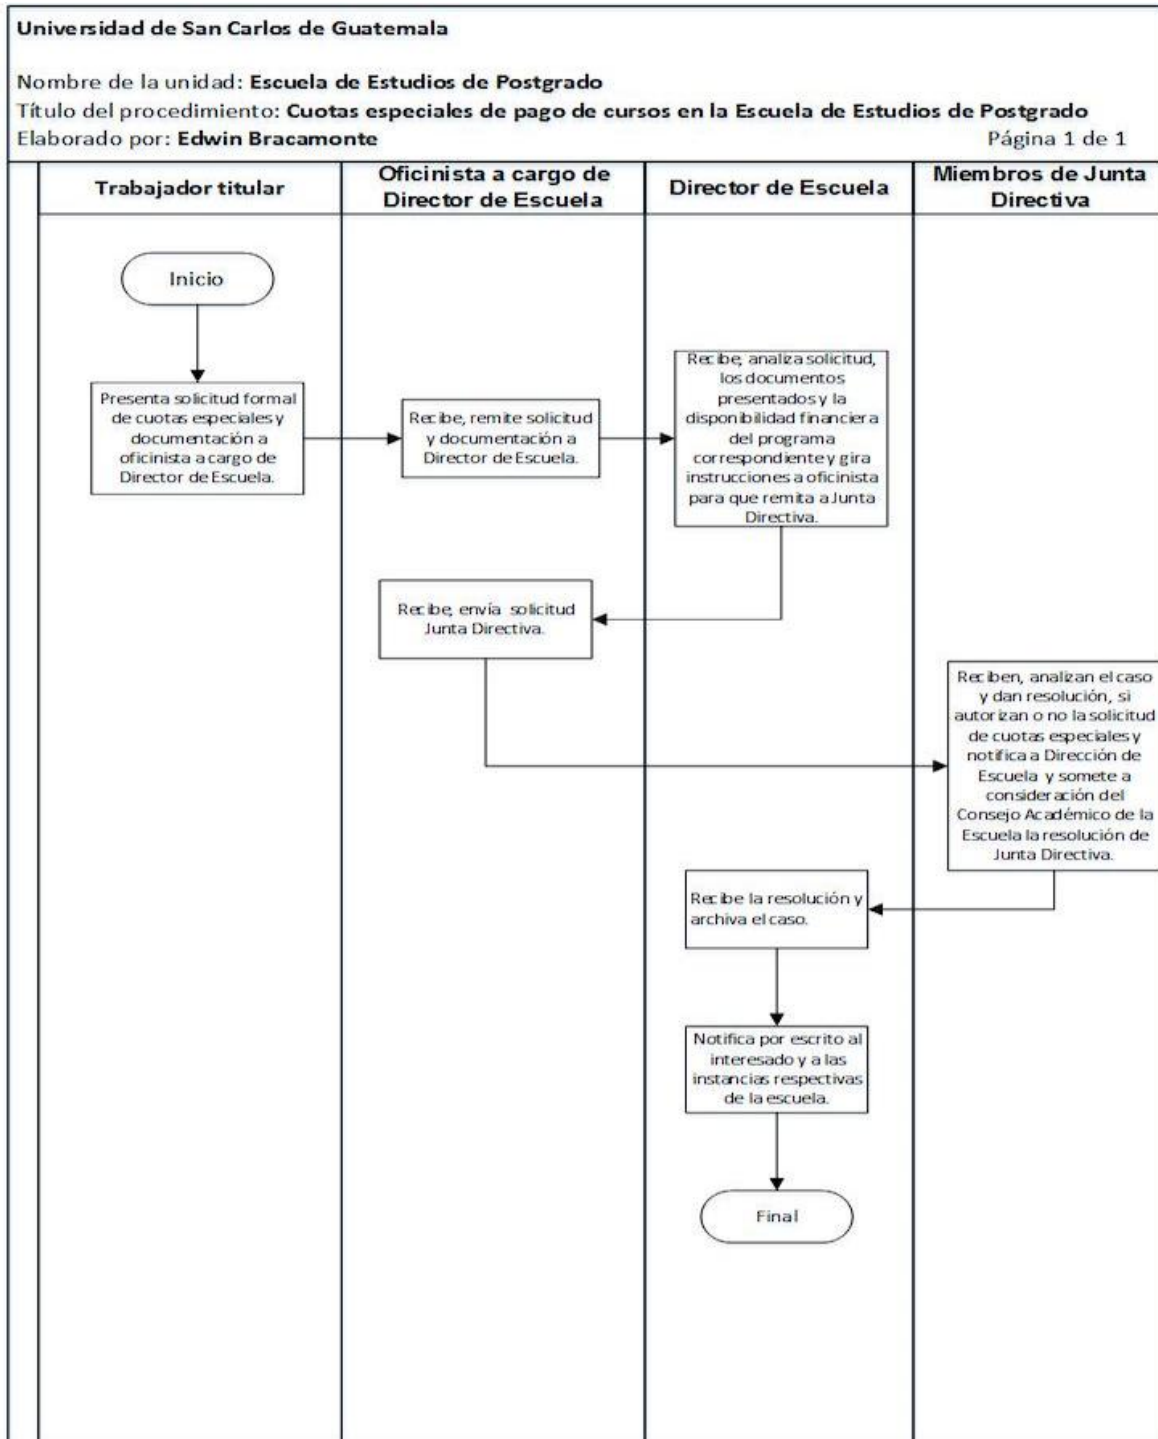 Universidad de San Carlos de Guatemala
Nombre de la unidad: Escuela de Estudios de Postgrado
Título del procedimiento: Cuotas especiales de pago de cursos en la Escuela de Estudios de Postgrado
Elaborado por: Edwin Bracamonte
Página 1 de 1
Trabajador titular
Oficinista a cargo de
Director de Escuela
Director de Escuela
Miembros de Junta
Directiva
Inicio
Presenta solicitud formal
de cuotas especiales y
documentación a
oficinista a cargo de
Director de Escuela.
Recibe, remite solicitud
y documentación a
Director de Escuela.
Recibe, analiza solicitud,
los documentos
presentados y la
disponibilidad financiera
del programa
correspondiente y gira
instrucciones a oficinista
para que remita a Junta
Directiva.
Recibe, envía solicitud
Junta Directiva.
Reciben, analizan el caso
y dan resolución, si
autorizan o no la solicitud
de cuotas especiales y
notifica a Dirección de
Escuela y somete a
consideración del
Consejo Académico de la
Escuela la resolución de
Junta Directiva.
Recibe la resolución y
archiva el caso.
Notifica por escrito al
interesado y a las
instancias respectivas
de la escuela.
Final